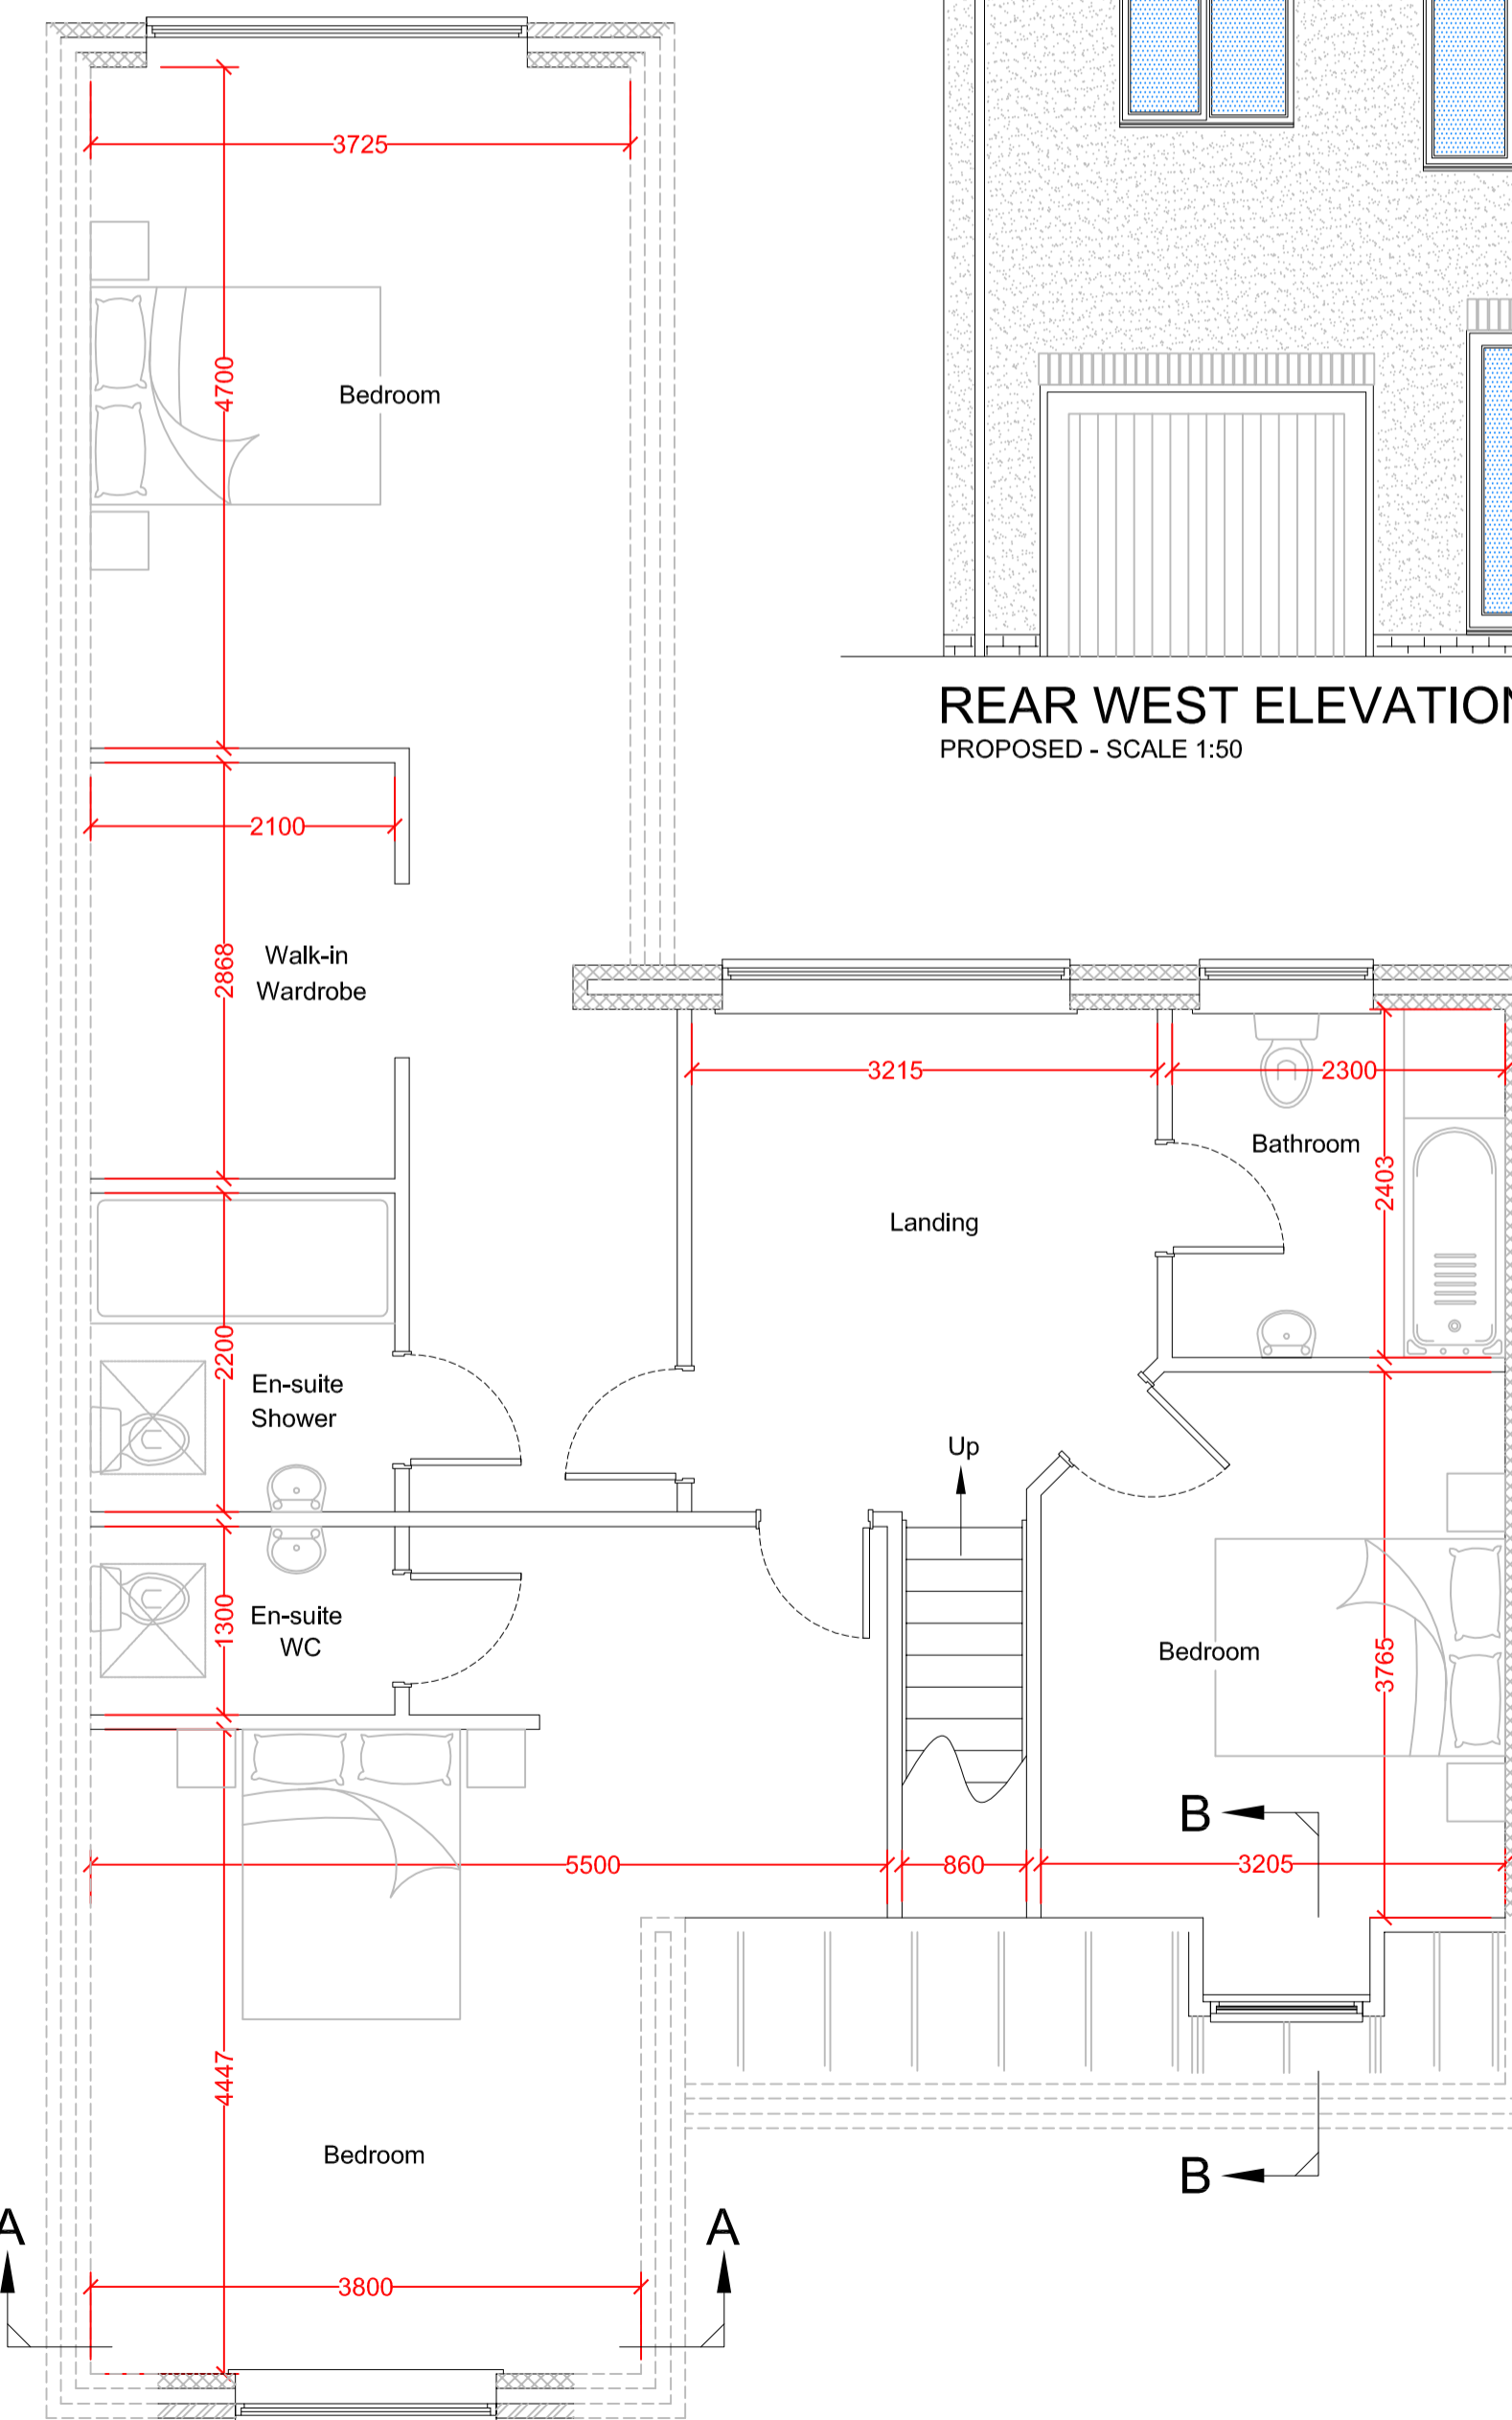 3725
4700
Bedroom
REAR WEST ELEVATION
PROPOSED - SCALE 1:50
2100
2868
Walk-in
Wardrobe
3215
2300
Bathroom
2403
Landing
2200
En-suite
Shower
Up
1300
En-suite
WC
Bedroom
3765
B
5500
860
3205
4447
Bedroom
B
A
A
3800